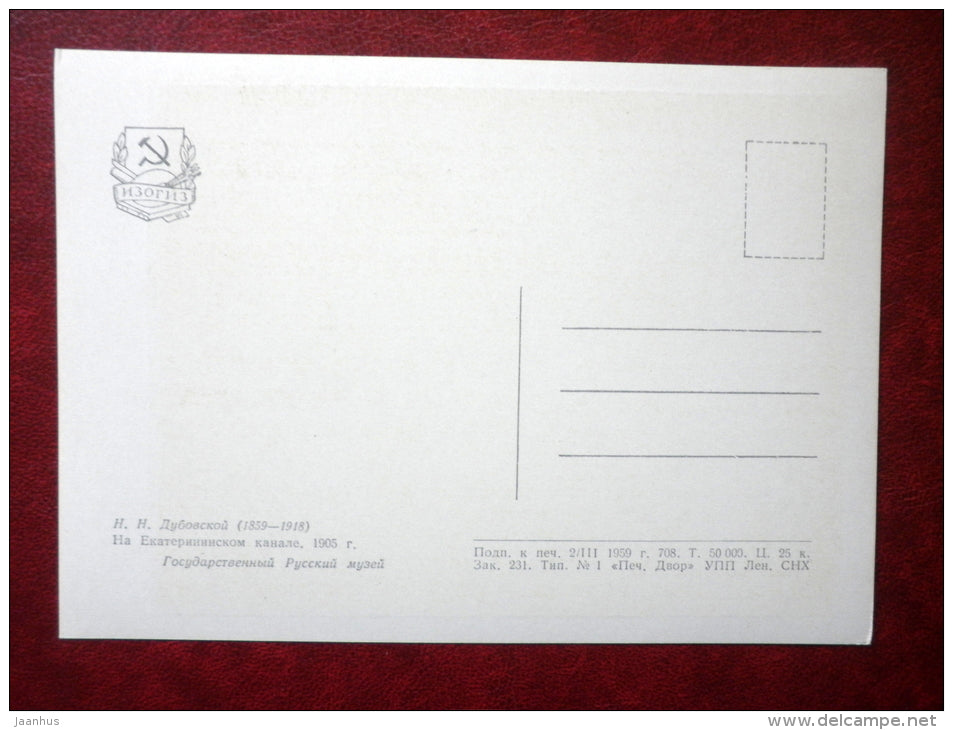 ИЗОГИЗ
Н. Н. Дубовской (1859—1918)
На Екатерининском канале. 1905 г.
Государственный Русский музей
Подп. к печ. 2/III 1959 г. 708. Т. 50 000. Ц. 25 к.
Зак. 231. Тип. № 1 «Печ. Двор» УПП Лен. СНХ
jaanhus
www.delcampe.net